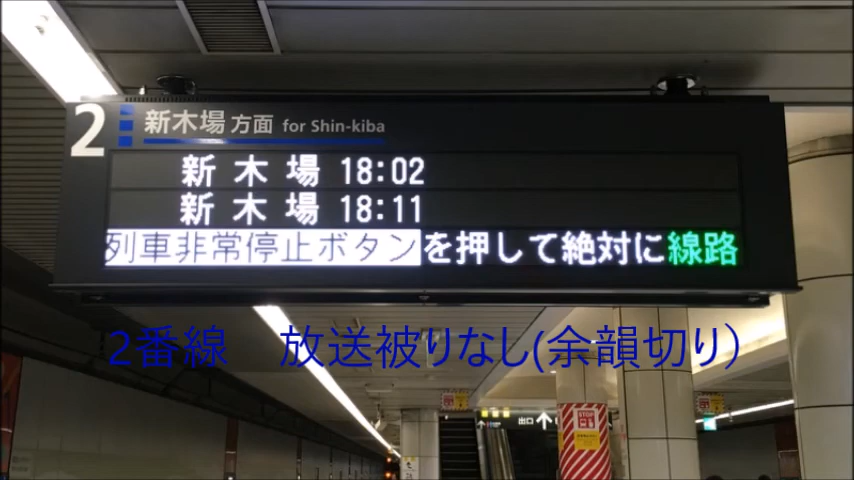 2 新木場 方面 for Shin-kiba
新木場 18:02
新木場 18:11
列車非常停止ボタンを押して絶対に線路
2番線 放送被りなし(余韻切り)
出口
STOP